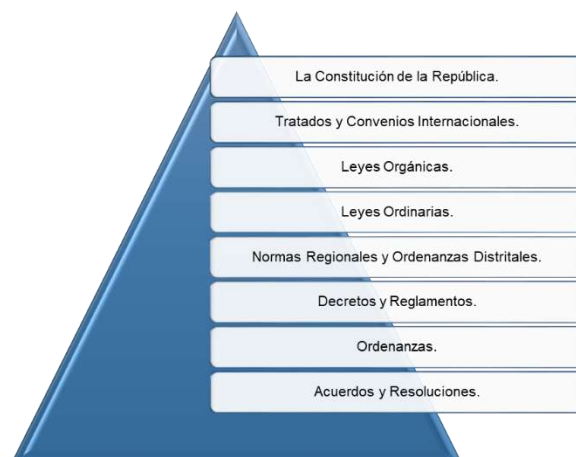 La Constitución de la República.
Tratados y Convenios Internacionales.
Leyes Orgánicas.
Leyes Ordinarias.
Normas Regionales y Ordenanzas Distritales.
Decretos y Reglamentos.
Ordenanzas.
Acuerdos y Resoluciones.